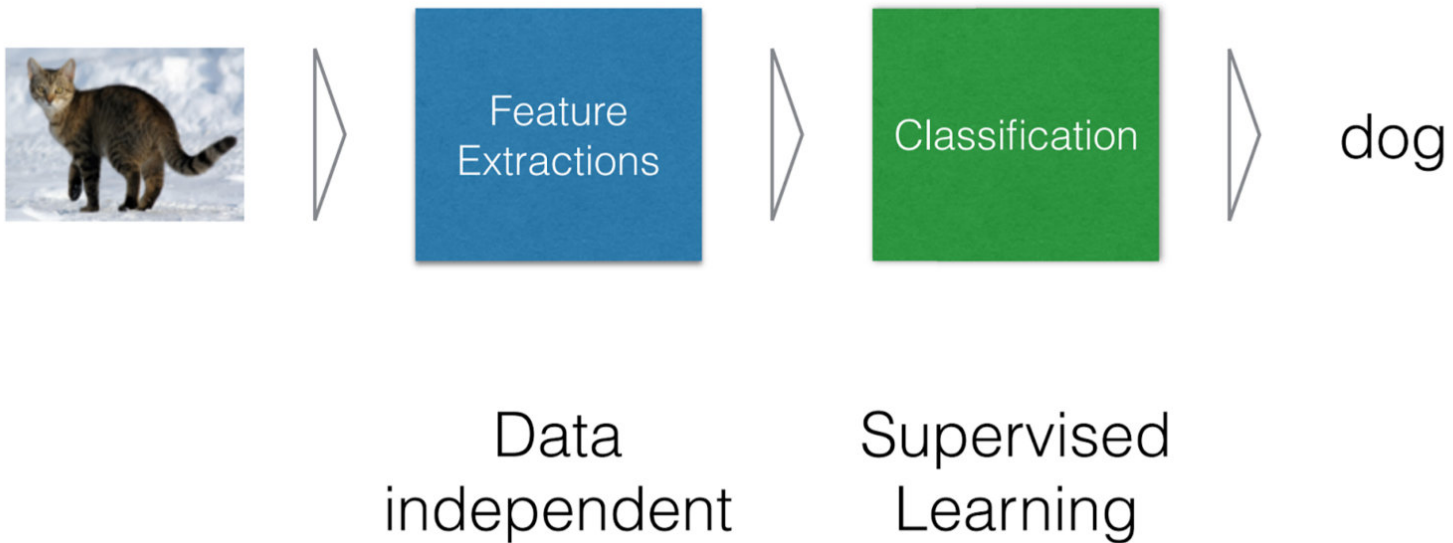 Feature
Extractions
Classification
dog
Data
independent
Supervised
Learning